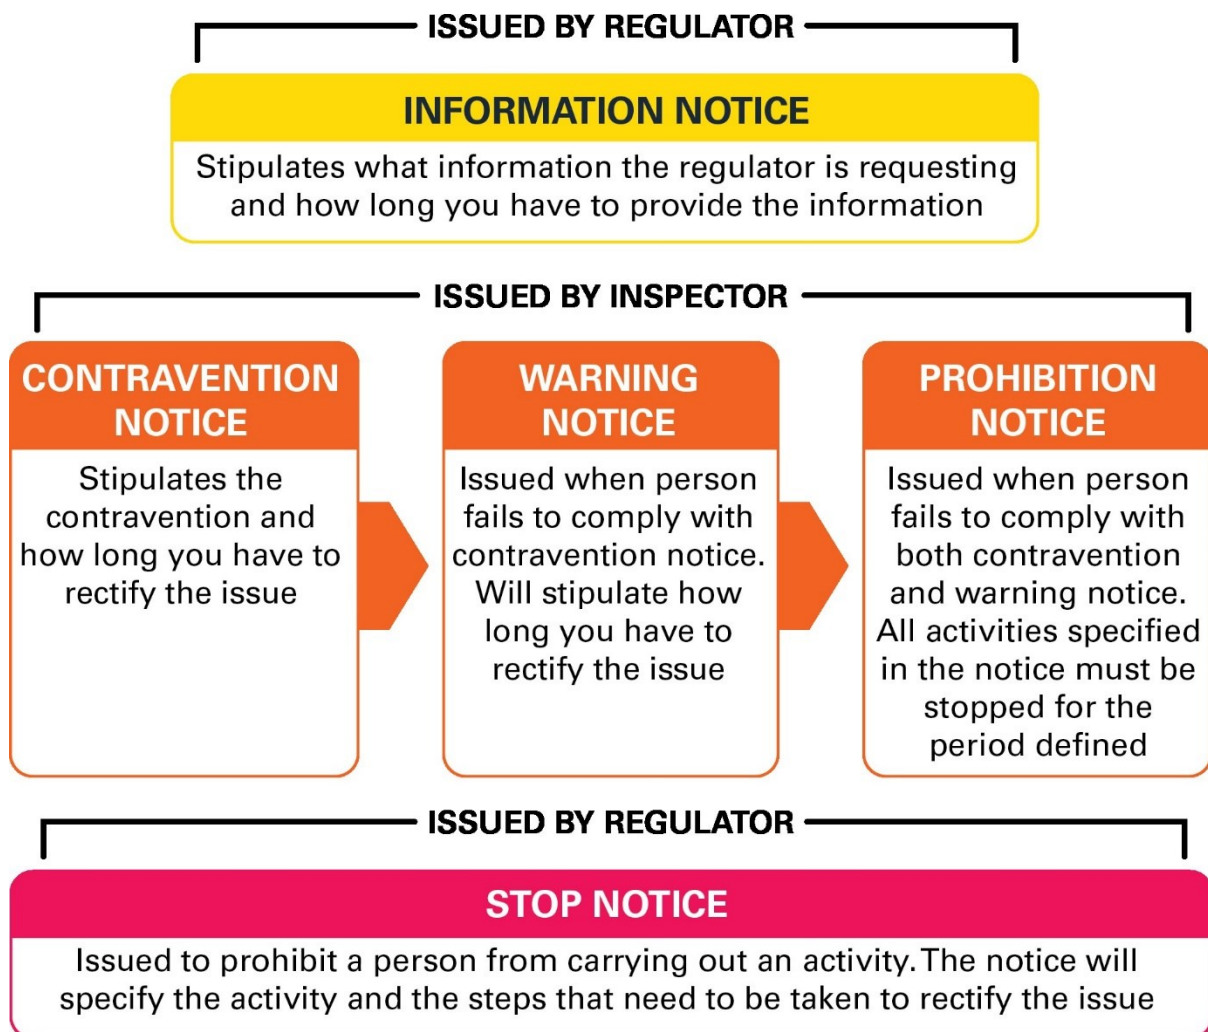 ISSUED BY REGULATOR
INFORMATION NOTICE
Stipulates what information the regulator is requesting
and how long you have to provide the information
ISSUED BY INSPECTOR
CONTRAVENTION
NOTICE
Stipulates the
contravention and
how long you have to
rectify the issue
WARNING
NOTICE
Issued when person
fails to comply with
contravention notice.
Will stipulate how
long you have to
rectify the issue
PROHIBITION
NOTICE
Issued when person
fails to comply with
both contravention
and warning notice.
All activities specified
in the notice must be
stopped for the
period defined
ISSUED BY REGULATOR
STOP NOTICE
Issued to prohibit a person from carrying out an activity. The notice will
specify the activity and the steps that need to be taken to rectify the issue